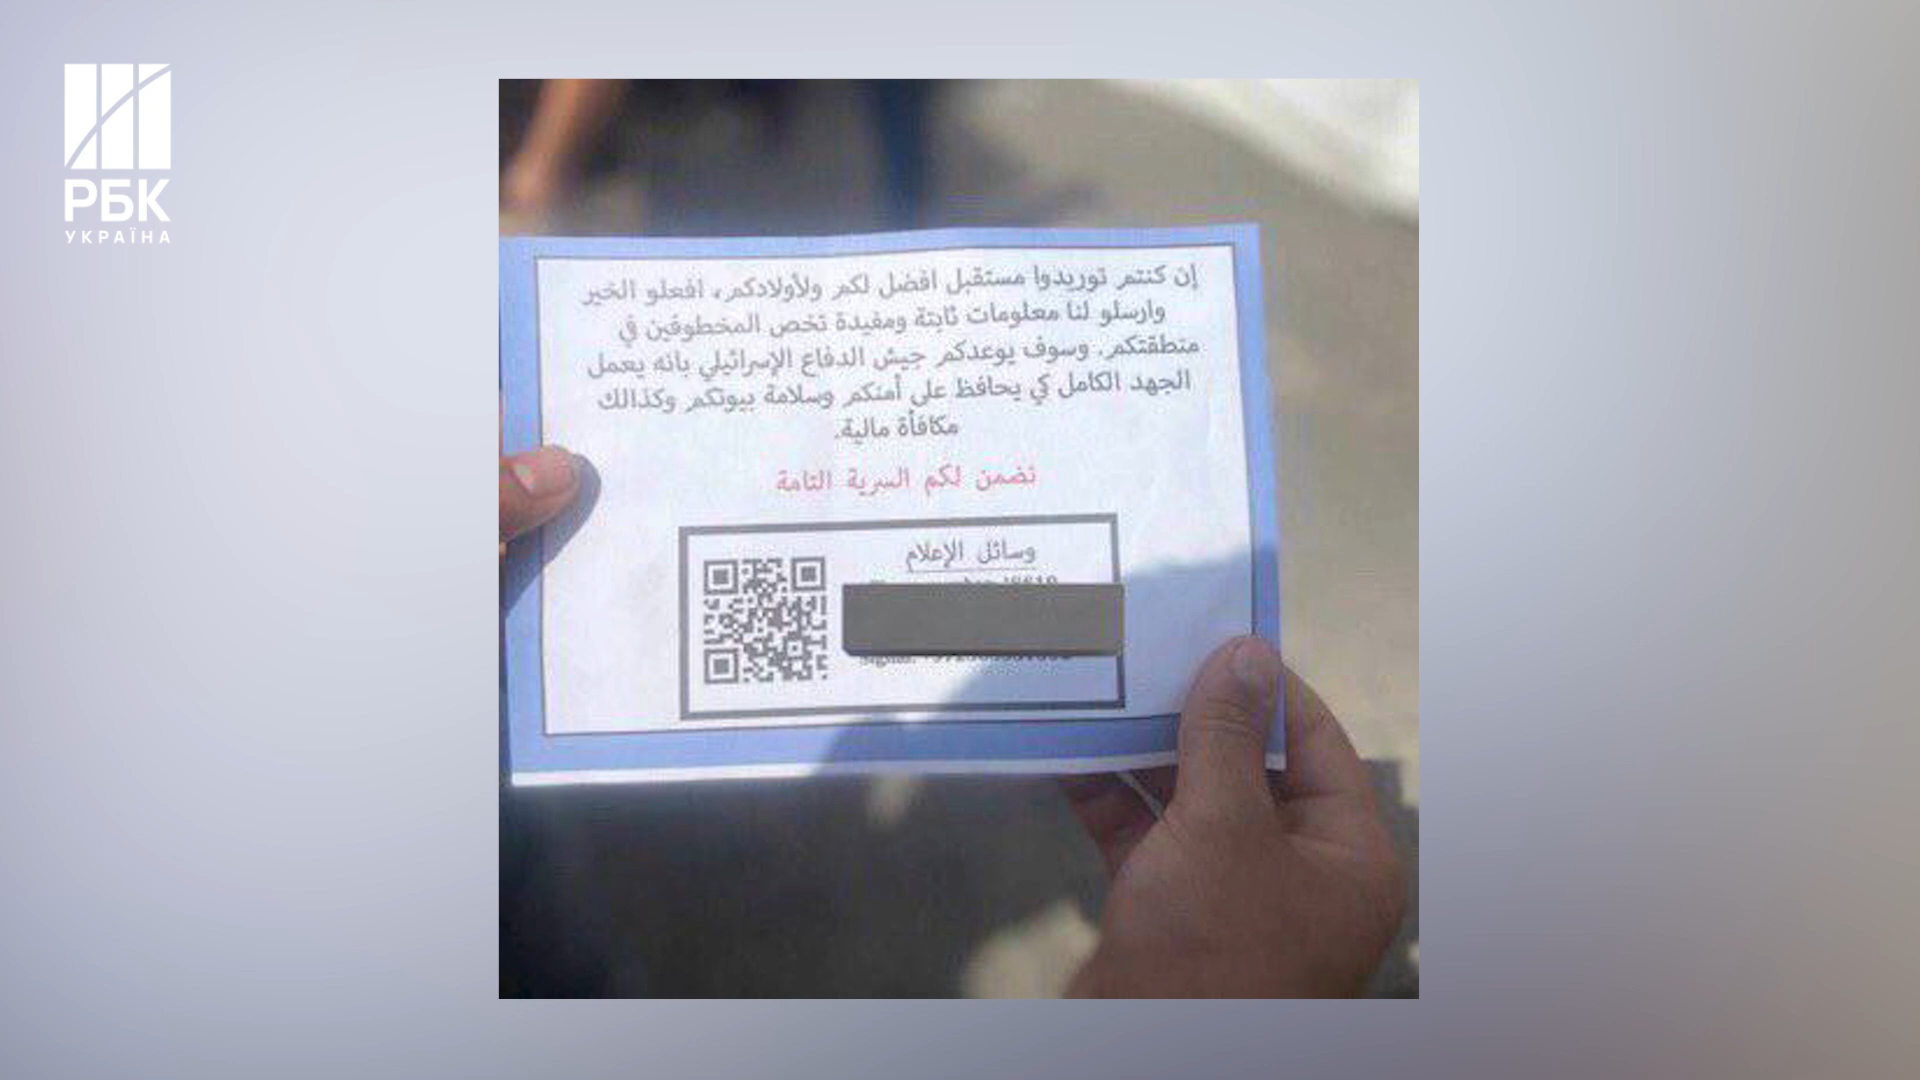 РБК
УКРАЇНА
إن كنتم توريدوا مستقبل افضل لكم ولأولادكم، افعلو الخير
وارسلو لنا معلومات ثابتة ومفيدة تخص المخطوفين في
منطقتكم. وسوف يوعدكم جيش الدفاع الإسرائيلي بانه يعمل
الجهد الكامل كي يحافظ على أمنكم وسلامة بيوتكم وكذالك
مكافأة مالية.
نضمن لكم السرية التامة
وسائل الإعلام